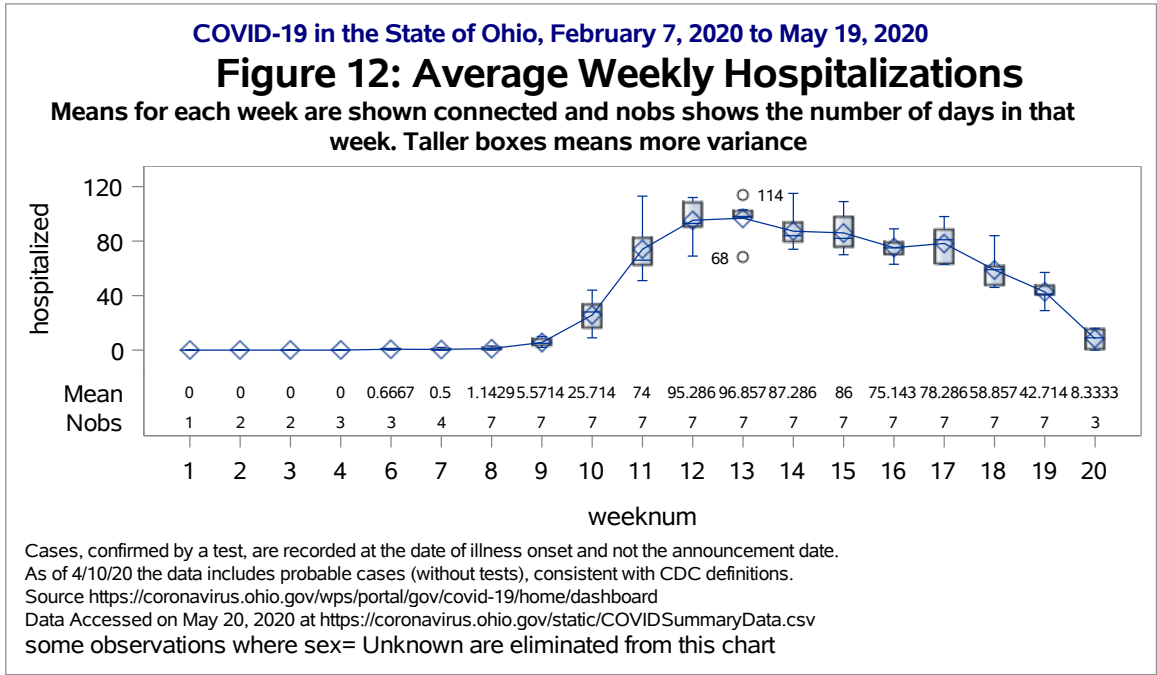 COVID-19 in the State of Ohio, February 7, 2020 to May 19, 2020
Figure 12: Average Weekly Hospitalizations
Means for each week are shown connected and nobs shows the number of days in that
week. Taller boxes means more variance
hospitalized
120
80
40
0
114
68
Mean 0 0 0 0 0.6667 0.5 1.1429 5.5714 25.714 74 95.286 96.857 87.286 86 75.143 78.286 58.857 42.714 8.3333
Nobs 1 2 2 3 3 4 7 7 7 7 7 7 7 7 7 7 7 7 3
1 2 3 4 6 7 8 9 10 11 12 13 14 15 16 17 18 19 20
weeknum
Cases, confirmed by a test, are recorded at the date of illness onset and not the announcement date.
As of 4/10/20 the data includes probable cases (without tests), consistent with CDC definitions.
Source https://coronavirus.ohio.gov/wps/portal/gov/covid-19/home/dashboard
Data Accessed on May 20, 2020 at https://coronavirus.ohio.gov/static/COVIDSummaryData.csv
some observations where sex= Unknown are eliminated from this chart